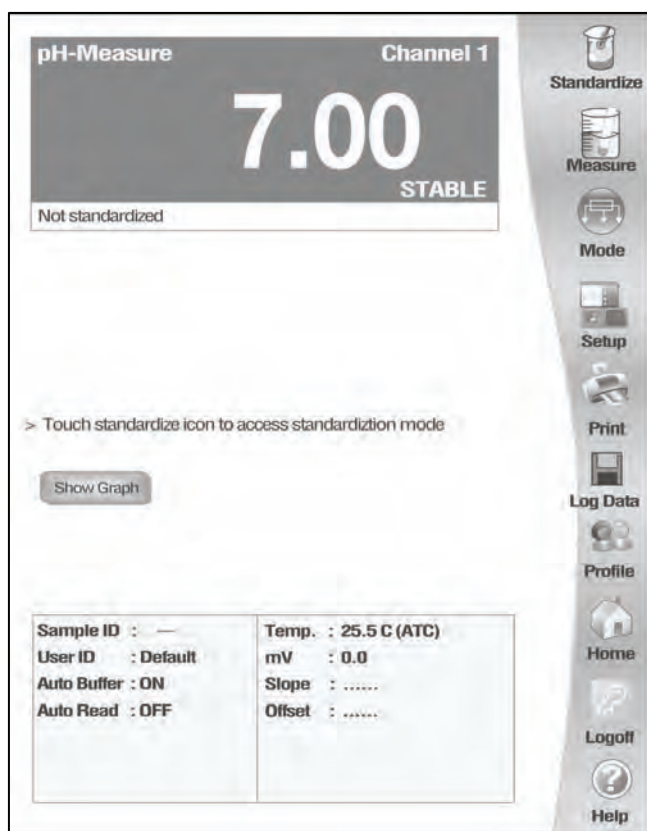 pH-Measure Channel 1
7.00
STABLE
Not standardized
> Touch standardize icon to access standardiztion mode
Show Graph
Sample ID : —
User ID : Default
Auto Buffer : ON
Auto Read : OFF
Temp. : 25.5 C (ATC)
mV : 0.0
Slope : ......
Offset : ......
Standardize
Measure
Mode
Setup
Print
Log Data
Profile
Home
Logoff
Help